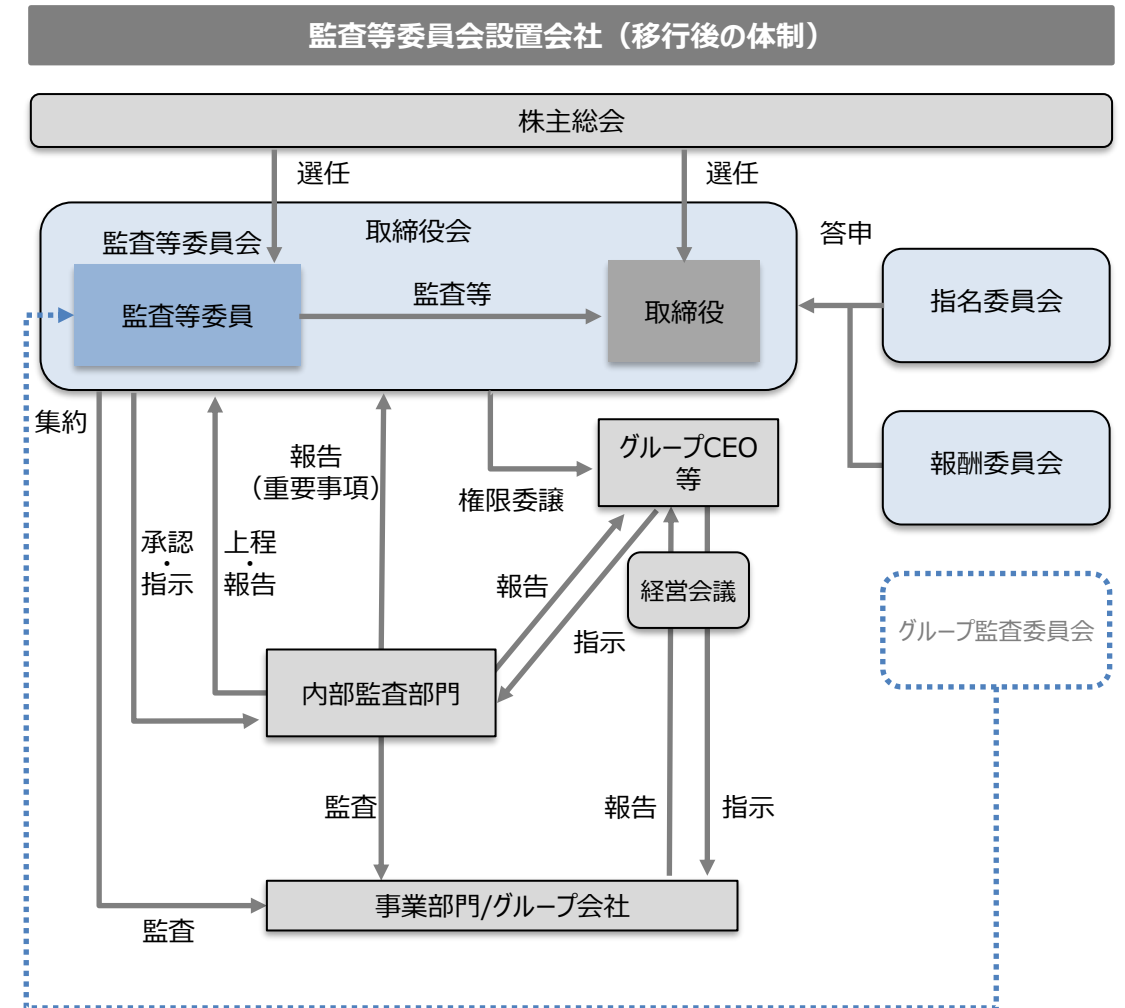 監査等委員会設置会社（移行後の体制）
株主総会
選任
選任
取締役会
監査等委員会
答申
監査等委員
監査等
取締役
指名委員会
集約
報告
（重要事項）
グループCEO
等
報酬委員会
権限委譲
承認
・
指示
上程
・
報告
報告
経営会議
指示
グループ監査委員会
内部監査部門
監査
報告
指示
事業部門/グループ会社
監査